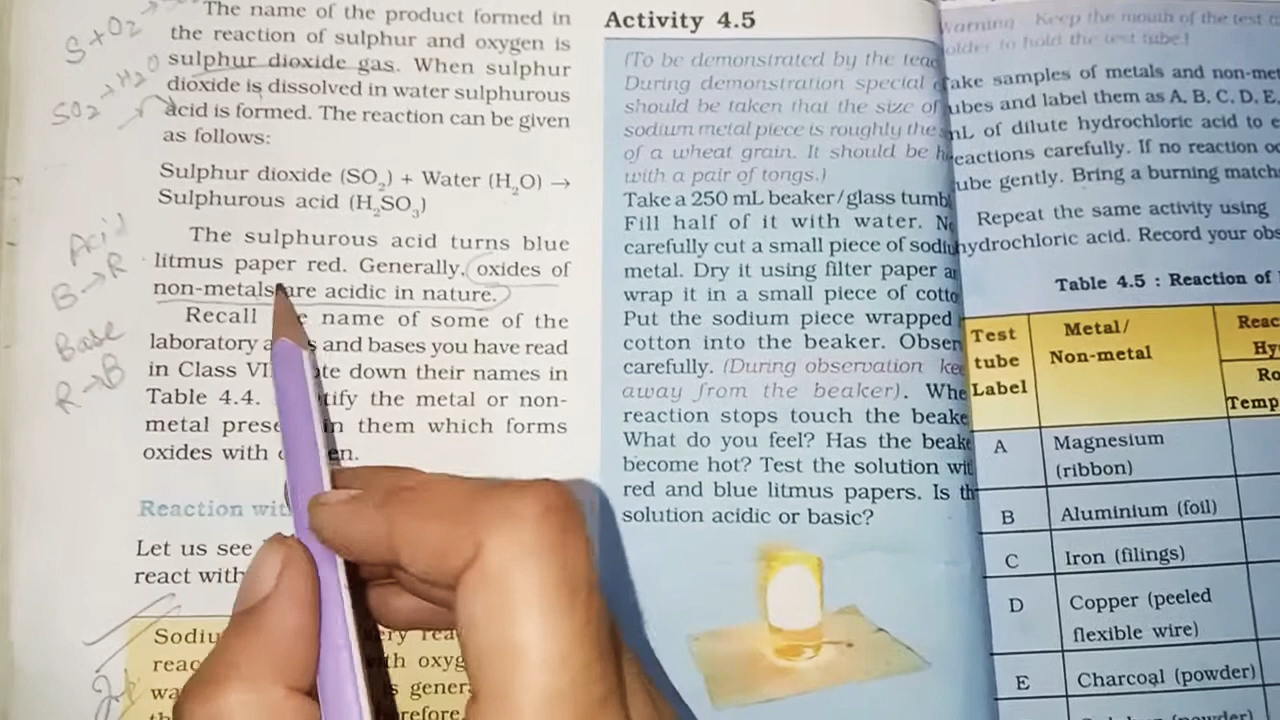 S+O2
SO2 → H2O
Acid
B→R
Base
R→B
The name of the product formed in
the reaction of sulphur and oxygen is
sulphur dioxide gas. When sulphur
dioxide is dissolved in water sulphurous
acid is formed. The reaction can be given
as follows:
Sulphur dioxide (SO₂) + Water (H₂O) →
Sulphurous acid (H₂SO₃)
The sulphurous acid turns blue
litmus paper red. Generally, oxides of
non-metals are acidic in nature.
Recall name of some of the
laboratory and bases you have read
in Class down their names in
Table 4.4. the metal or non-
metal in them which forms
oxides with
Reaction
Let us see
react with
Activity 4.5
(To be demonstrated by the
During demonstration special
should be taken that the size of
sodium metal piece is roughly the
of a wheat grain. It should be
with a pair of tongs.)
Take a 250 mL beaker/glass
Fill half of it with water.
carefully cut a small piece of
metal. Dry it using filter paper
wrap it in a small piece of
Put the sodium piece wrapped
cotton into the beaker.
carefully. (During observation
away from the beaker).
reaction stops touch the
What do you feel? Has the
become hot? Test the solution
red and blue litmus papers. Is
solution acidic or basic?
Keep the mouth of the test
to hold the test tube.)
samples of metals and
and label them as A, B, C, D, E,
of dilute hydrochloric acid to
carefully. If no reaction
gently. Bring a burning
Repeat the same activity using
hydrochloric acid. Record your
Table 4.5 : Reaction of
Test
tube
Label
Metal/
Non-metal
A Magnesium
(ribbon)
B Aluminium (foil)
C Iron (filings)
D Copper (peeled
flexible wire)
E Charcoal (powder)
(powder)